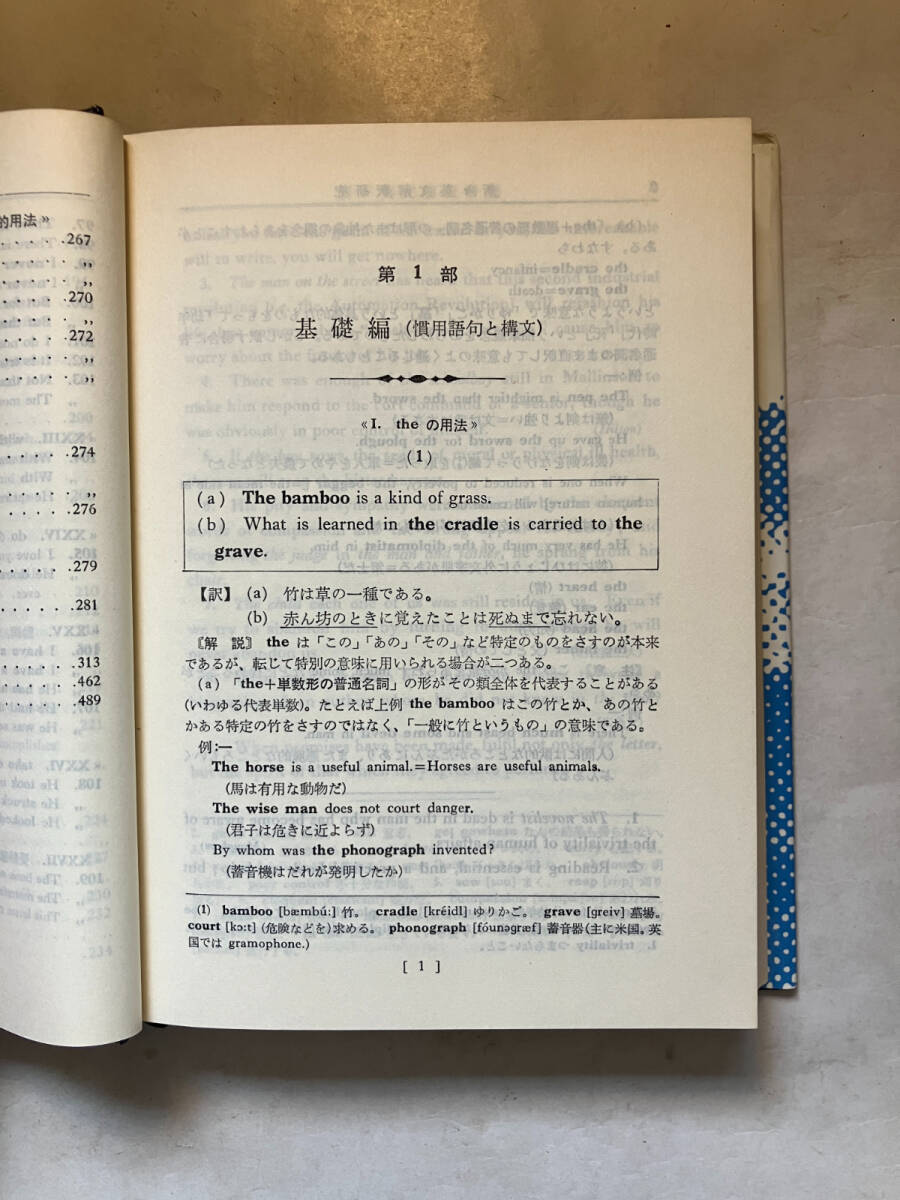 的用法»
267
〃
270
〃
272
〃
〃
274
〃
276
279
281
313
462
489
第 1 部
基 礎 編 (慣用語句と構文)
«I. the の用法»
(1)
(a) The bamboo is a kind of grass.
(b) What is learned in the cradle is carried to the
grave.
【訳】 (a) 竹は草の一種である。
(b) 赤ん坊のときに覚えたことは死ぬまで忘れない。
《解 説》 the は「この」「あの」「その」など特定のものをさすのが本来
であるが、転じて特別の意味に用いられる場合が二つある。
(a) 「the+単数形の普通名詞」の形がその類全体を代表することがある
(いわゆる代表単数)。たとえば上例 the bamboo はこの竹とか、あの竹と
かある特定の竹をさすのではなく、「一般に竹というもの」の意味である。
例:—
The horse is a useful animal.=Horses are useful animals.
(馬は有用な動物だ)
The wise man does not court danger.
(君子は危きに近よらず)
By whom was the phonograph invented?
(蓄音機はだれが発明したか)
(1) bamboo [bæmbú:] 竹。 cradle [kréidl] ゆりかご。 grave [greiv] 墓場。
court [kɔ:t] (危険などを)求める。 phonograph [fóunəgræf] 蓄音器(主に米国。英
国では gramophone.)
[ 1 ]